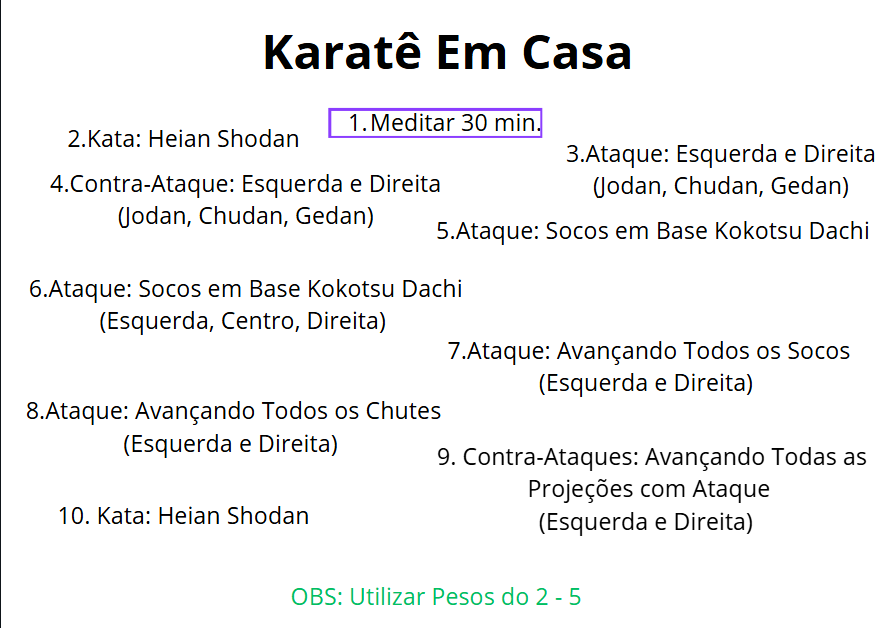 Karatê Em Casa
1.Meditar 30 min.
2.Kata: Heian Shodan
3.Ataque: Esquerda e Direita
(Jodan, Chudan, Gedan)
4.Contra-Ataque: Esquerda e Direita
(Jodan, Chudan, Gedan)
5.Ataque: Socos em Base Kokotsu Dachi
6.Ataque: Socos em Base Kokotsu Dachi
(Esquerda, Centro, Direita)
7.Ataque: Avançando Todos os Socos
(Esquerda e Direita)
8.Ataque: Avançando Todos os Chutes
(Esquerda e Direita)
9. Contra-Ataques: Avançando Todas as
Projeções com Ataque
(Esquerda e Direita)
10. Kata: Heian Shodan
OBS: Utilizar Pesos do 2 - 5